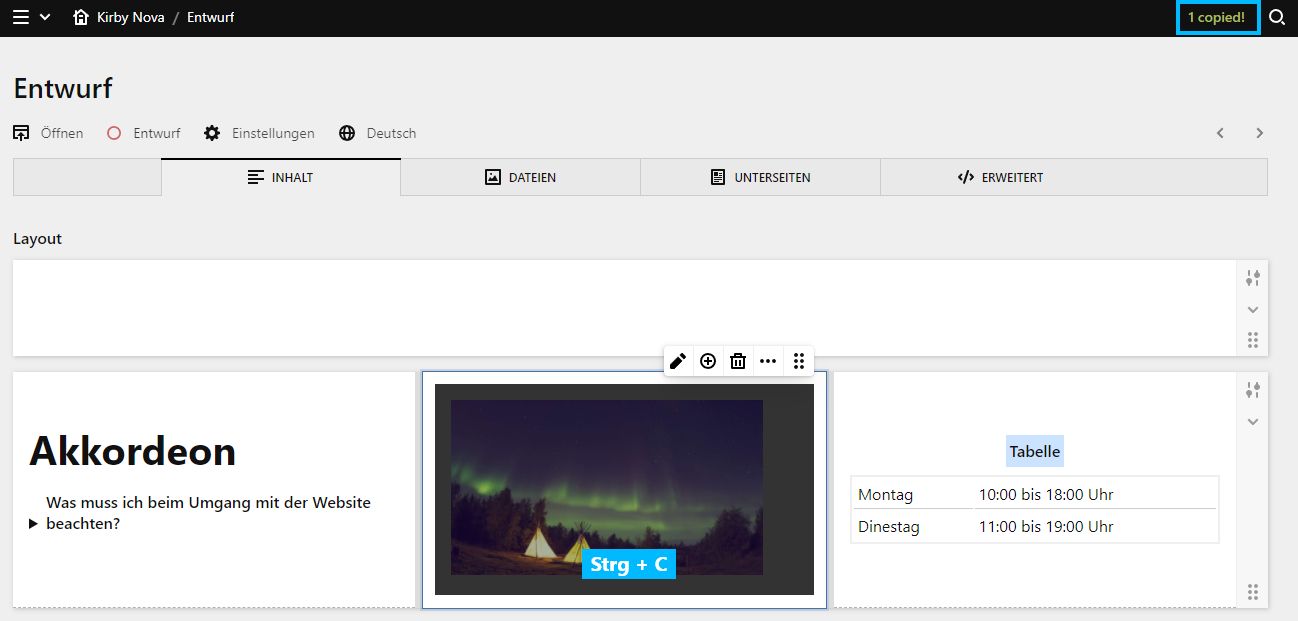 Kirby Nova / Entwurf
1 copied!
Entwurf
Öffnen Entwurf Einstellungen Deutsch
INHALT DATEIEN UNTERSEITEN ERWEITERT
Layout
Akkordeon
Was muss ich beim Umgang mit der Website
beachten?
Strg + C
Tabelle
Montag 10:00 bis 18:00 Uhr
Dinestag 11:00 bis 19:00 Uhr